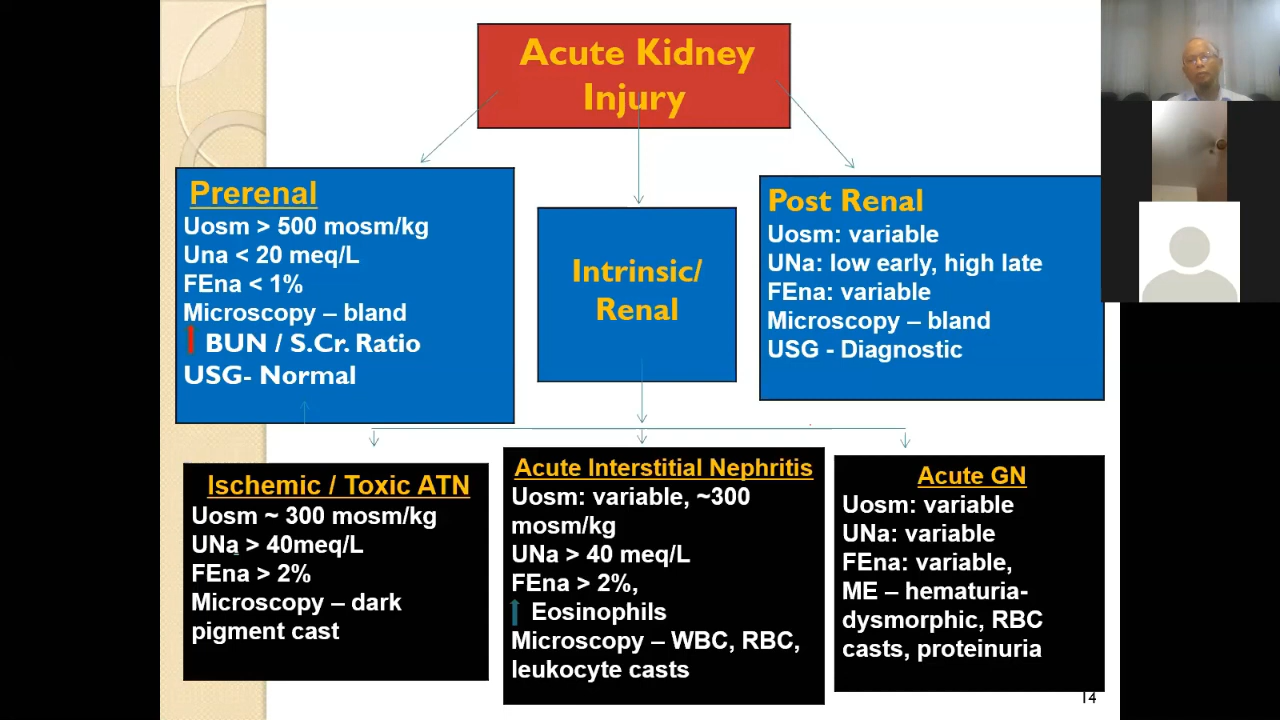 Acute Kidney
Injury
Prerenal
Uosm > 500 mosm/kg
Una < 20 meq/L
FEna < 1%
Microscopy – bland
BUN / S.Cr. Ratio
USG- Normal
Intrinsic/
Renal
Post Renal
Uosm: variable
UNa: low early, high late
FEna: variable
Microscopy – bland
USG - Diagnostic
Ischemic / Toxic ATN
Uosm ~ 300 mosm/kg
UNa > 40meq/L
FEna > 2%
Microscopy – dark
pigment cast
Acute Interstitial Nephritis
Uosm: variable, ~300
mosm/kg
UNa > 40 meq/L
FEna > 2%,
Eosinophils
Microscopy – WBC, RBC,
leukocyte casts
Acute GN
Uosm: variable
UNa: variable
FEna: variable,
ME – hematuria-
dysmorphic, RBC
casts, proteinuria
14